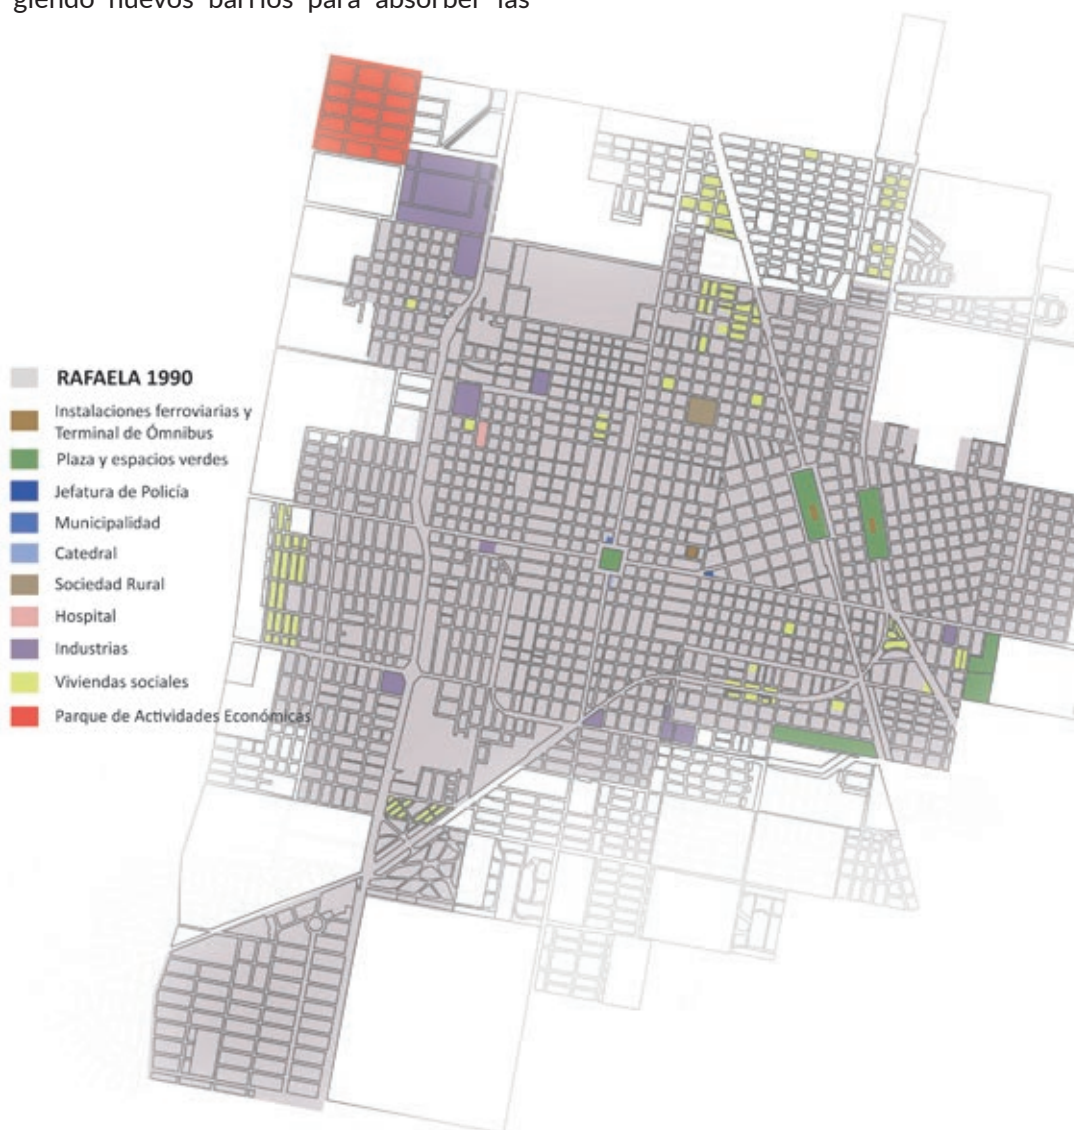 giendo nuevos barrios para absorber las
RAFAELA 1990
Instalaciones ferroviarias y
Terminal de Ómnibus
Plaza y espacios verdes
Jefatura de Policía
Municipalidad
Catedral
Sociedad Rural
Hospital
Industrias
Viviendas sociales
Parque de Actividades Económicas